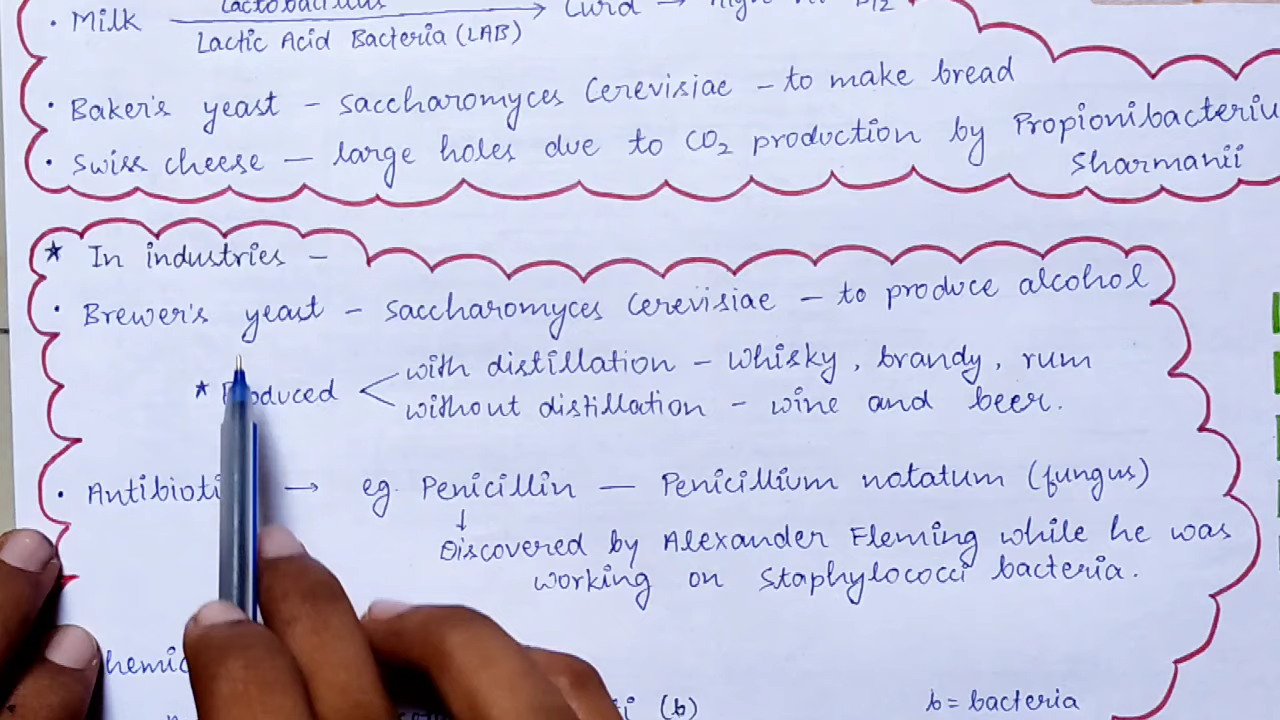 Lactobacillus
· Milk → Curd →
Lactic Acid Bacteria (LAB)
· Baker's yeast - Saccharomyces Cerevisiae - to make bread
· Swiss cheese - large holes due to CO2 production by Propionibacteriu
Sharmanii
★ In industries -
· Brewer's yeast - Saccharomyces Cerevisiae - to produce alcohol
with distillation - whisky, brandy, rum
★ Produced <
without distillation - wine and beer.
· Antibioti → eg. Penicillin - Penicillium notatum (fungus)
↓
Discovered by Alexander Fleming while he was
working on Staphylococci bacteria.
hemic
(b) b = bacteria